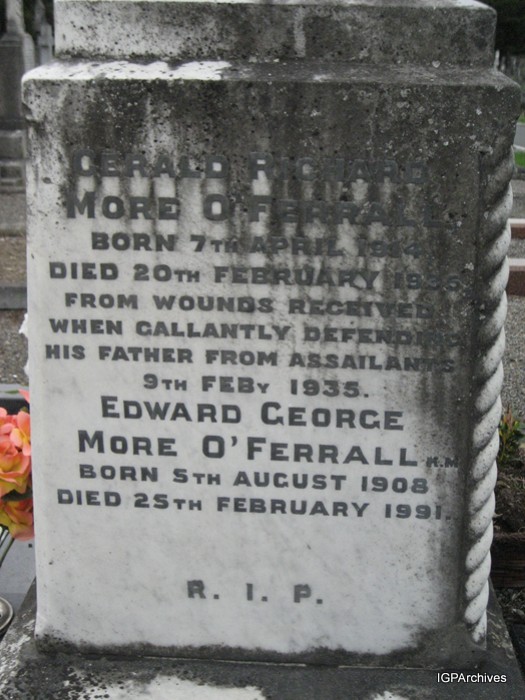 GERALD RICHARD
MORE O'FERRALL
BORN 7TH APRIL 1914
DIED 20TH FEBRUARY 1935
FROM WOUNDS RECEIVED
WHEN GALLANTLY DEFENDING
HIS FATHER FROM ASSAILANTS
9TH FEBY 1935.
EDWARD GEORGE
MORE O'FERRALL K.M.
BORN 5TH AUGUST 1908
DIED 25TH FEBRUARY 1991.
R. I. P.
IGPArchives